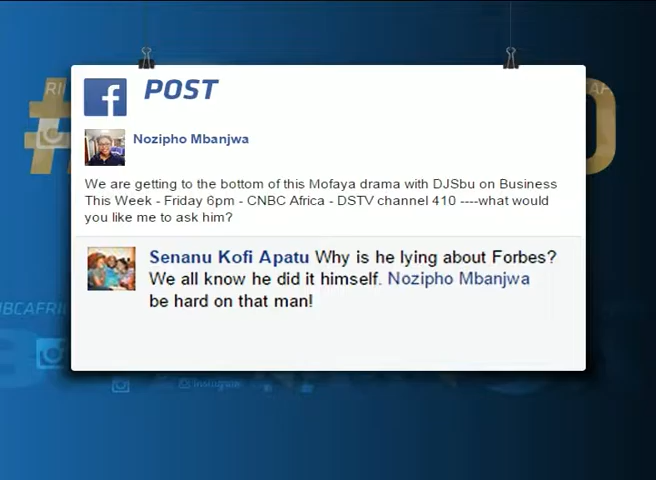 POST
Nozipho Mbanjwa
We are getting to the bottom of this Mofaya drama with DJSbu on Business
This Week - Friday 6pm - CNBC Africa - DSTV channel 410 ----what would
you like me to ask him?
Senanu Kofi Apatu Why is he lying about Forbes?
We all know he did it himself. Nozipho Mbanjwa
be hard on that man!